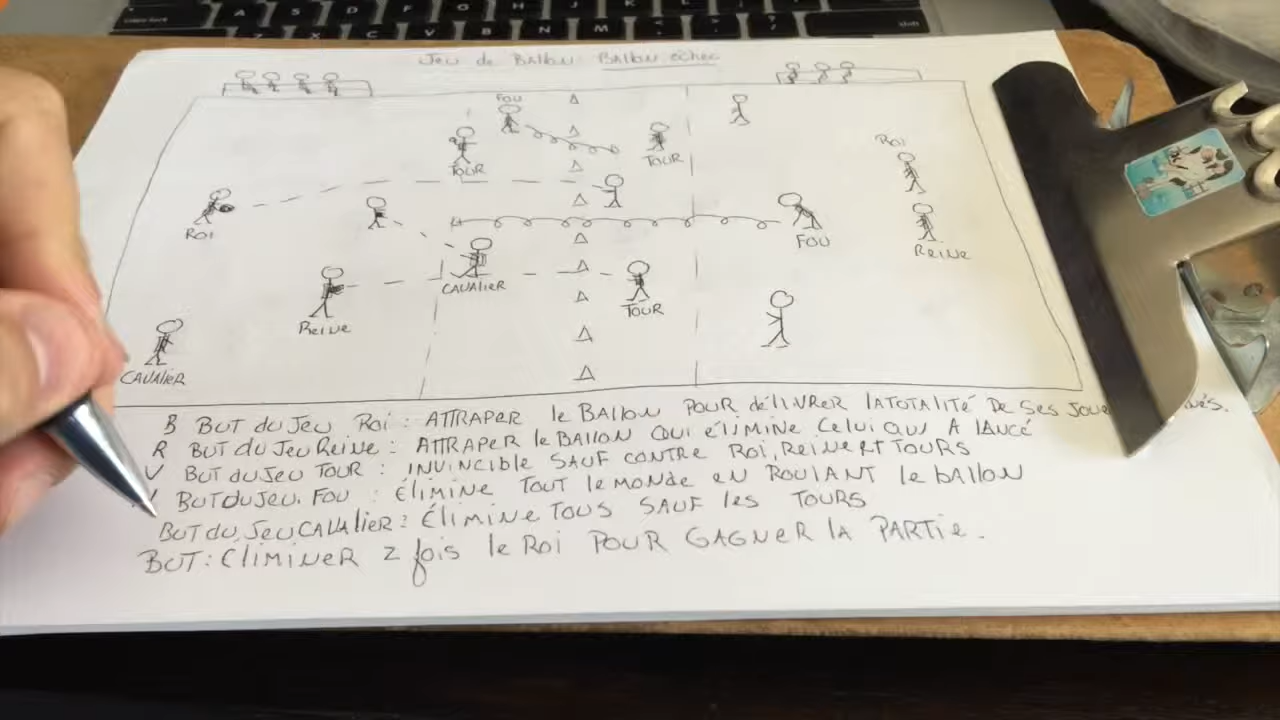 Jeu de Ballon: Ballon échec
FOU
TOUR
TOUR
ROI
ROI
FOU
Reine
CAVALIER
TOUR
Reine
CAVALIER
B BUT du Jeu ROI : ATTRAPER le BALLON POUR déLIVRER LATOTALITÉ De Ses
R BUT du Jeu Reine : ATTRAPER le BALLON QUI éLIMINE Celui QUI A LANCÉ
V BUT du Jeu TOUR : INVINCIBLE SAUF CONTRE ROI, ReINe eT TOURS
BUT du Jeu. FOU : éLIMINE TOUT le MONDE eN ROULANT le BALLON
BUT du Jeu CAVALIER : éLIMINE TOUS SAUF les TOURS
BUT : éLIMINER 2 fois le ROI POUR GAGNER LA PARTIE.